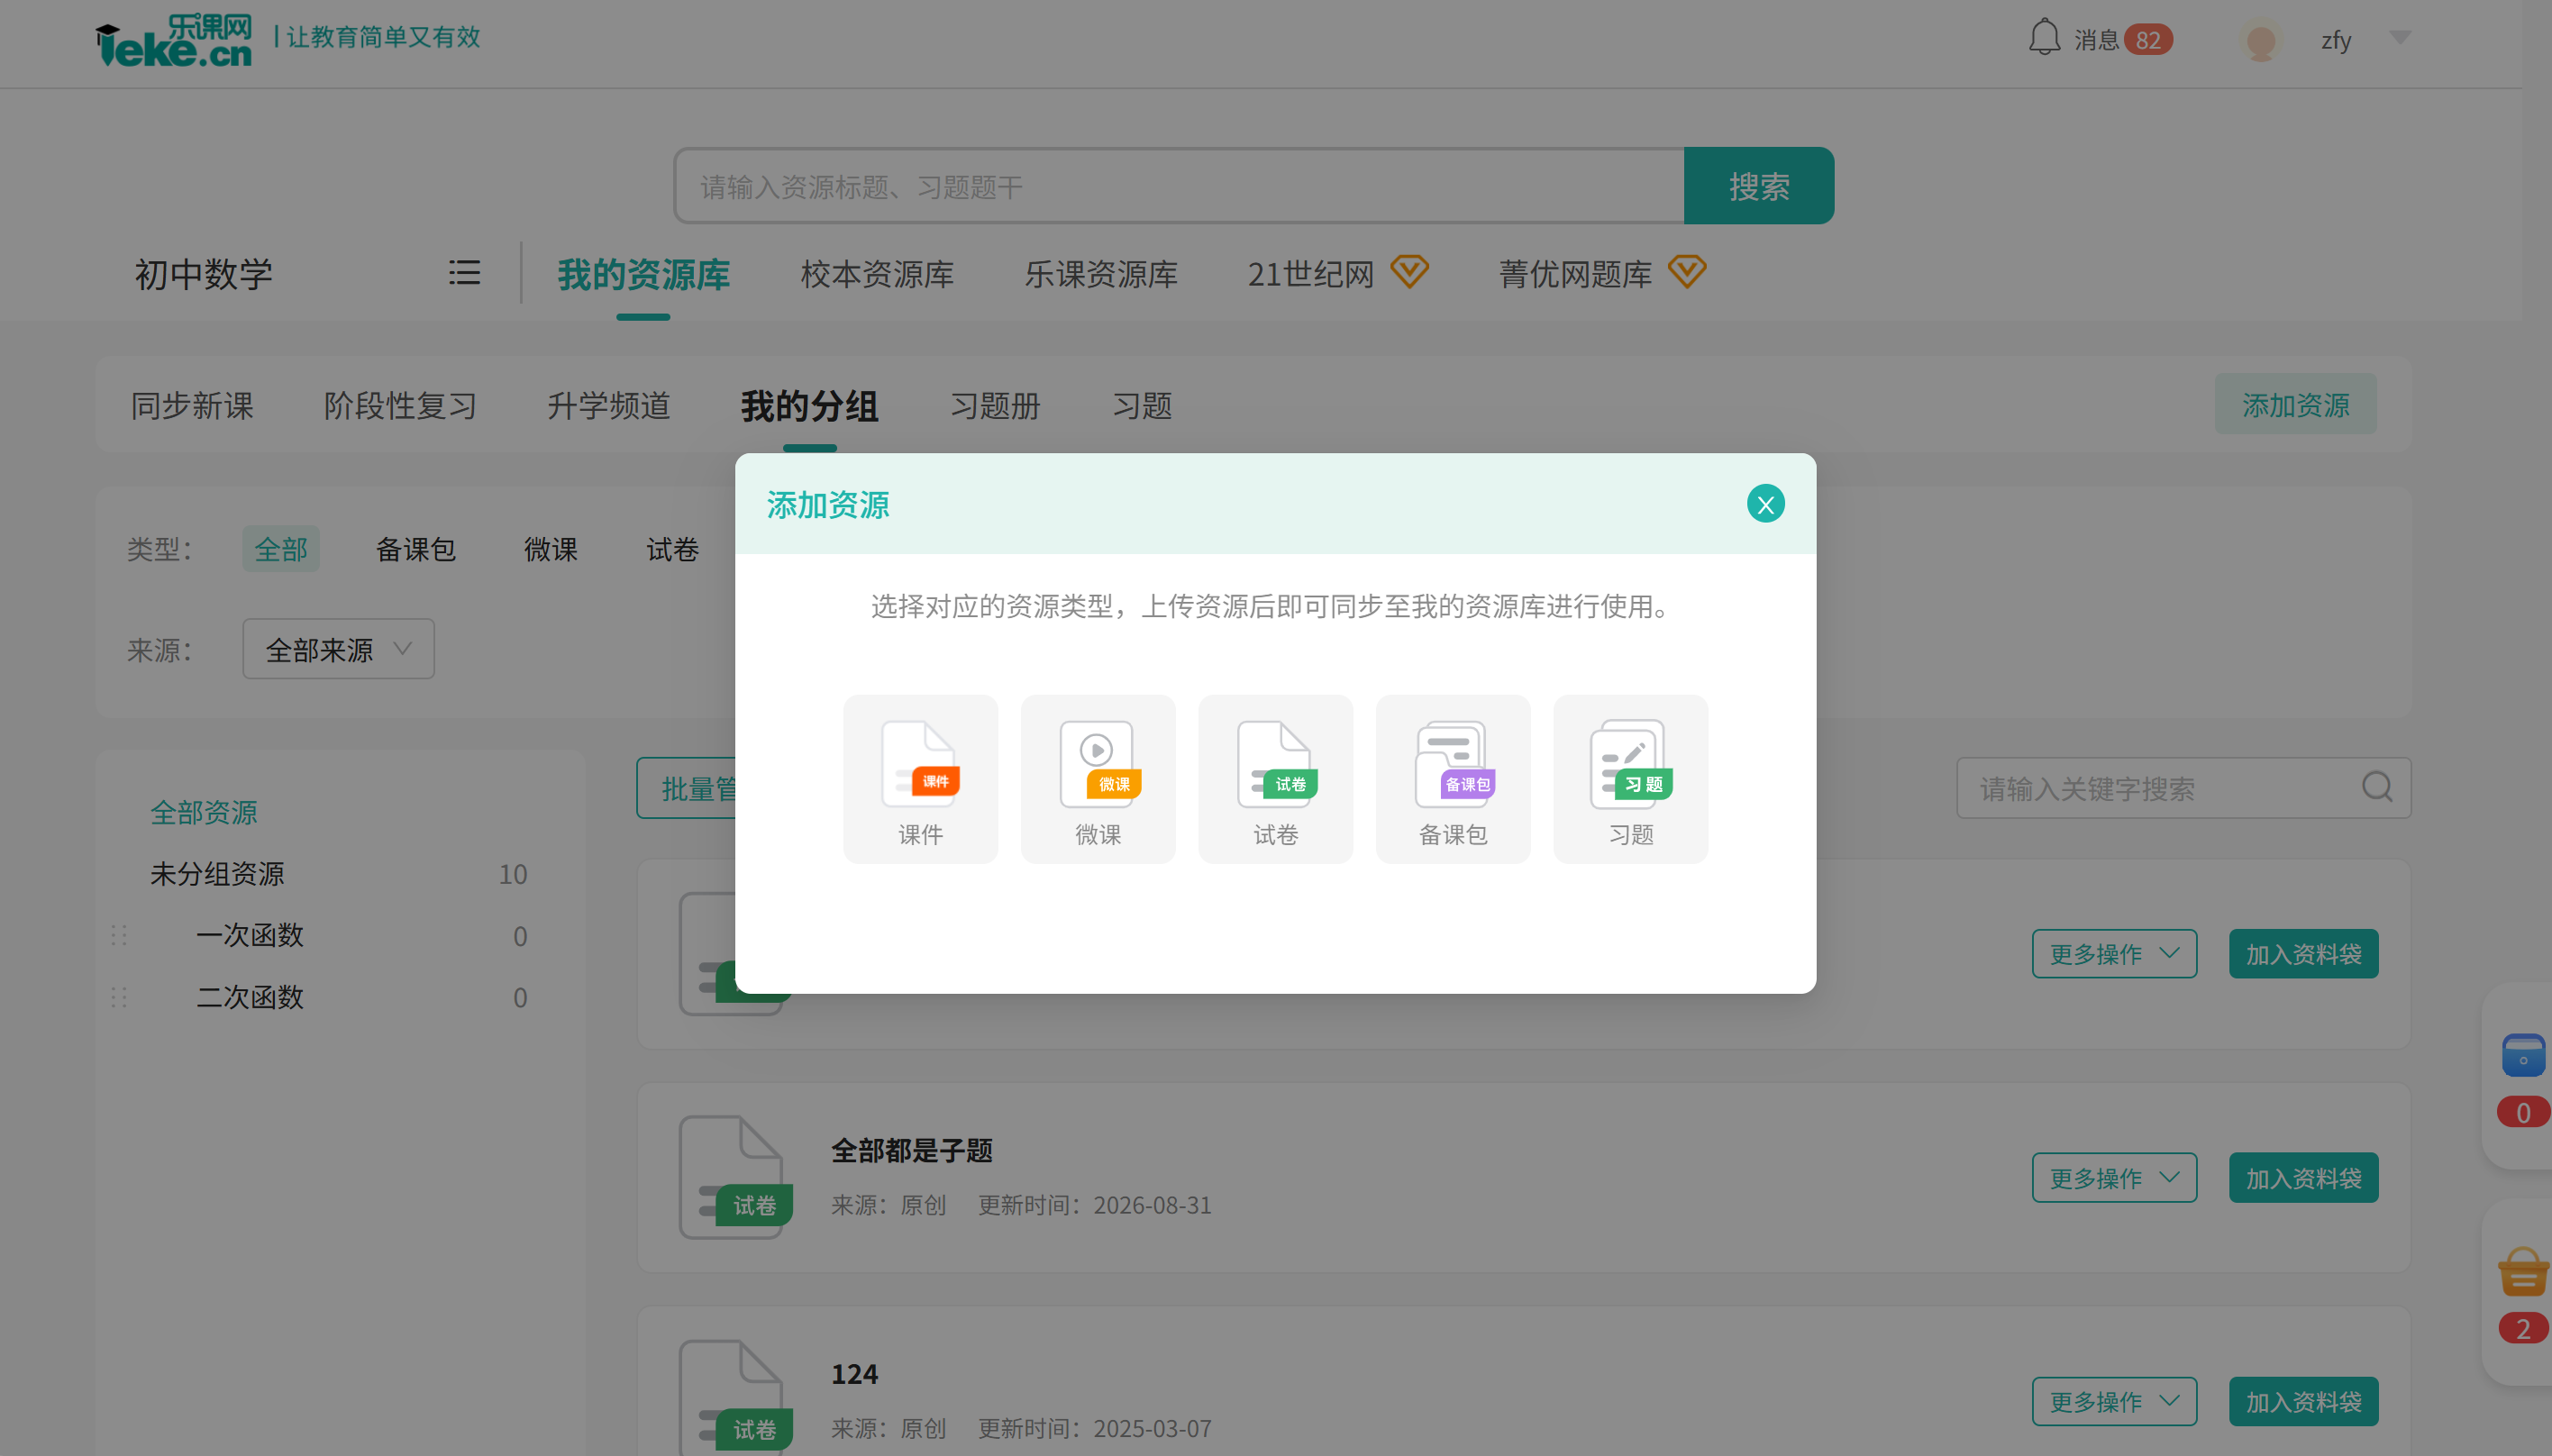 乐课网
leke.cn
让教育简单又有效
消息 82
zfy
请输入资源标题、习题题干
搜索
初中数学
我的资源库
校本资源库
乐课资源库
21世纪网
菁优网题库
同步新课
阶段性复习
升学频道
我的分组
习题册
习题
添加资源
添加资源
X
类型：
全部
备课包
微课
试卷
选择对应的资源类型，上传资源后即可同步至我的资源库进行使用。
来源：
全部来源
课件
微课
试卷
备课包
习题
课件
微课
试卷
备课包
习题
全部资源
批量管
请输入关键字搜索
未分组资源 10
一次函数 0
二次函数 0
更多操作
加入资料袋
0
全部都是子题
试卷
来源：原创 更新时间：2026-08-31
更多操作
加入资料袋
2
124
试卷
来源：原创 更新时间：2025-03-07
更多操作
加入资料袋